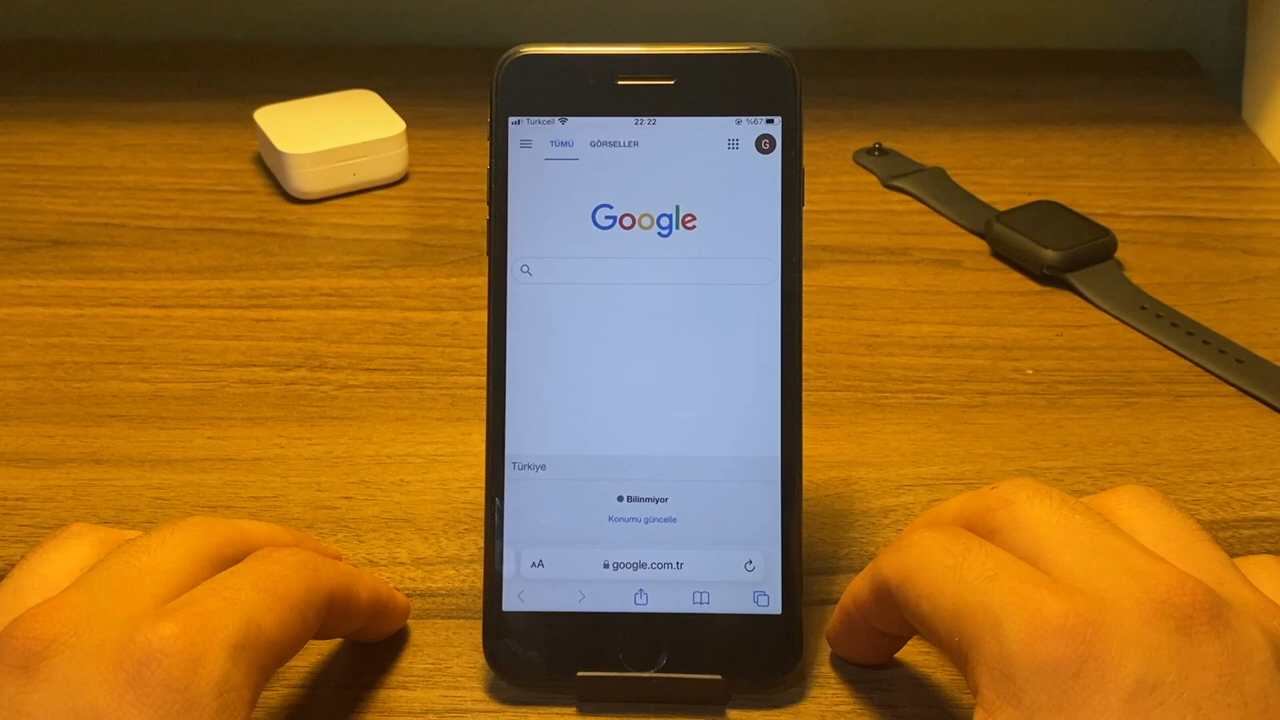 Turkcell 22:22 %67
TÜMÜ GÖRSELLER G
Google
Türkiye
Bilinmiyor
Konumu güncelle
AA google.com.tr